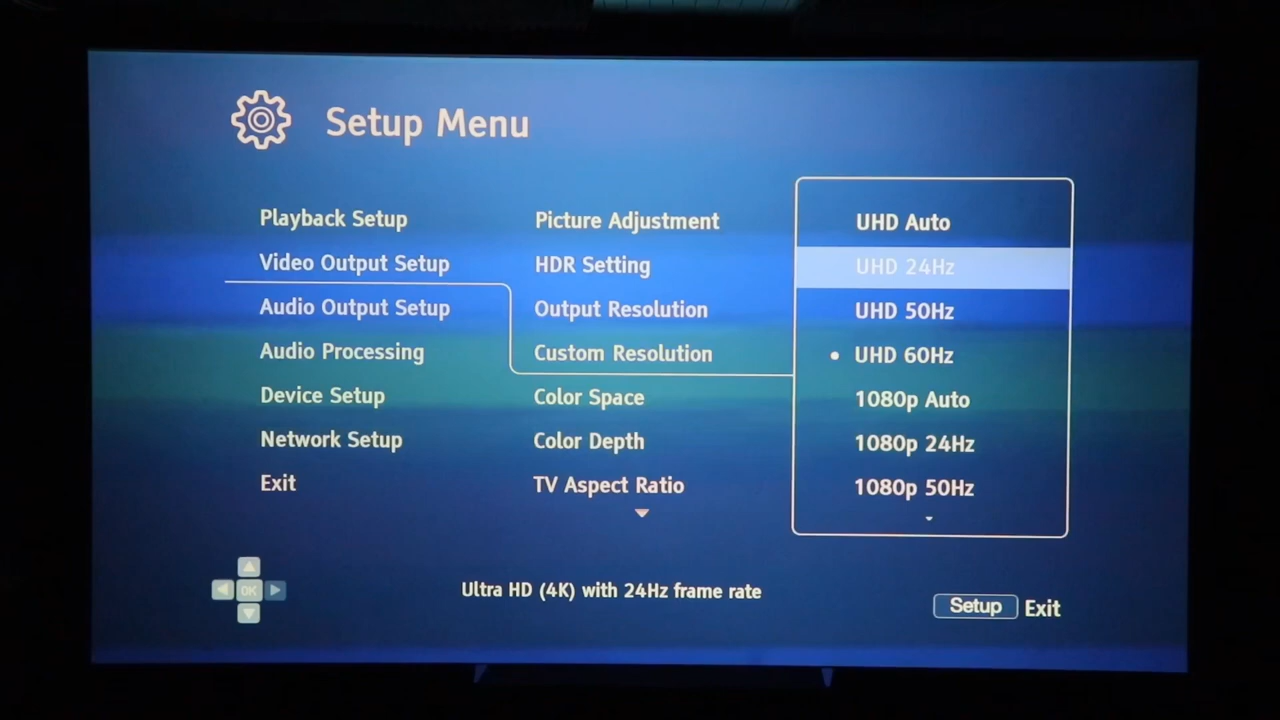 Setup Menu
Playback Setup
Video Output Setup
Audio Output Setup
Audio Processing
Device Setup
Network Setup
Exit
Picture Adjustment
HDR Setting
Output Resolution
Custom Resolution
Color Space
Color Depth
TV Aspect Ratio
UHD Auto
UHD 24Hz
UHD 50Hz
• UHD 60Hz
1080p Auto
1080p 24Hz
1080p 50Hz
OK
Ultra HD (4K) with 24Hz frame rate
Setup Exit